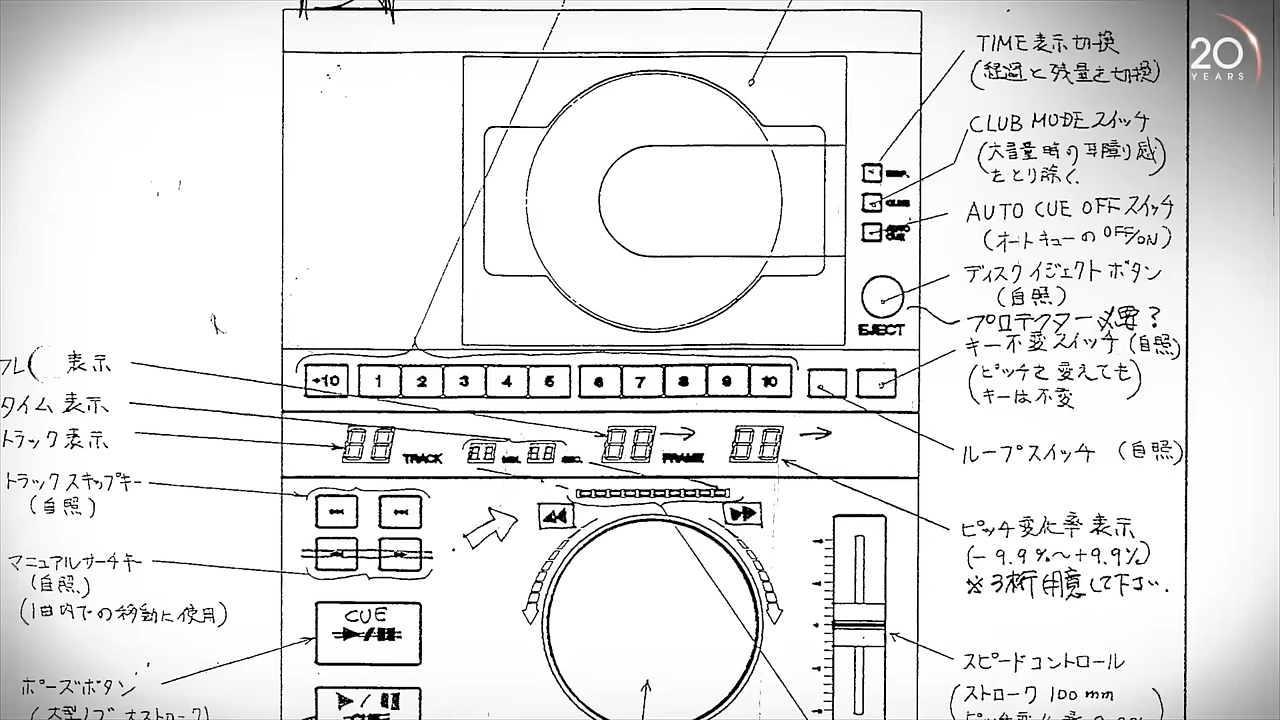 20
YEARS
TIME表示切換
(経過と残量を切換)
CLUB MODEスイッチ
(大音量時の耳障り感)
をとり除く.
AUTO CUE OFFスイッチ
(オートキューのOFF/ON)
ディスクイジェクトボタン
(自照)
プロテクター必要?
キー不変スイッチ(自照)
(ピッチを変えても)
キーは不変
ループスイッチ (自照)
ピッチ変化率表示
(-9.9%~+9.9%)
※3桁用意して下さい.
スピードコントロール
(ストローク100mm
CLUB
AUTO
CUE
EJECT
+10 1 2 3 4 5 6 7 8 9 10
表示
タイム表示
トラック表示
トラックスキップキー
(自照)
マニュアルサーチキー
(自照)
(1曲内での移動に使用)
ポーズボタン
TRACK MIN. SEC. FRAME
CUE